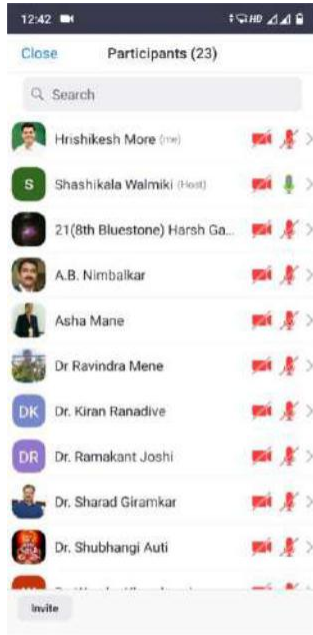 12:42 HD
Close Participants (23)
Search
Hrishikesh More (me)
S Shashikala Walmiki (Host)
21(8th Bluestone) Harsh Ga...
A.B. Nimbalkar
Asha Mane
Dr Ravindra Mene
DK Dr. Kiran Ranadive
DR Dr. Ramakant Joshi
Dr. Sharad Giramkar
Dr. Shubhangi Auti
Invite